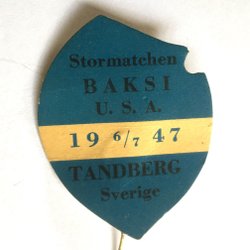 Stormatchen
BAKSI
U. S. A.
19 6/7 47
TANDBERG
Sverige